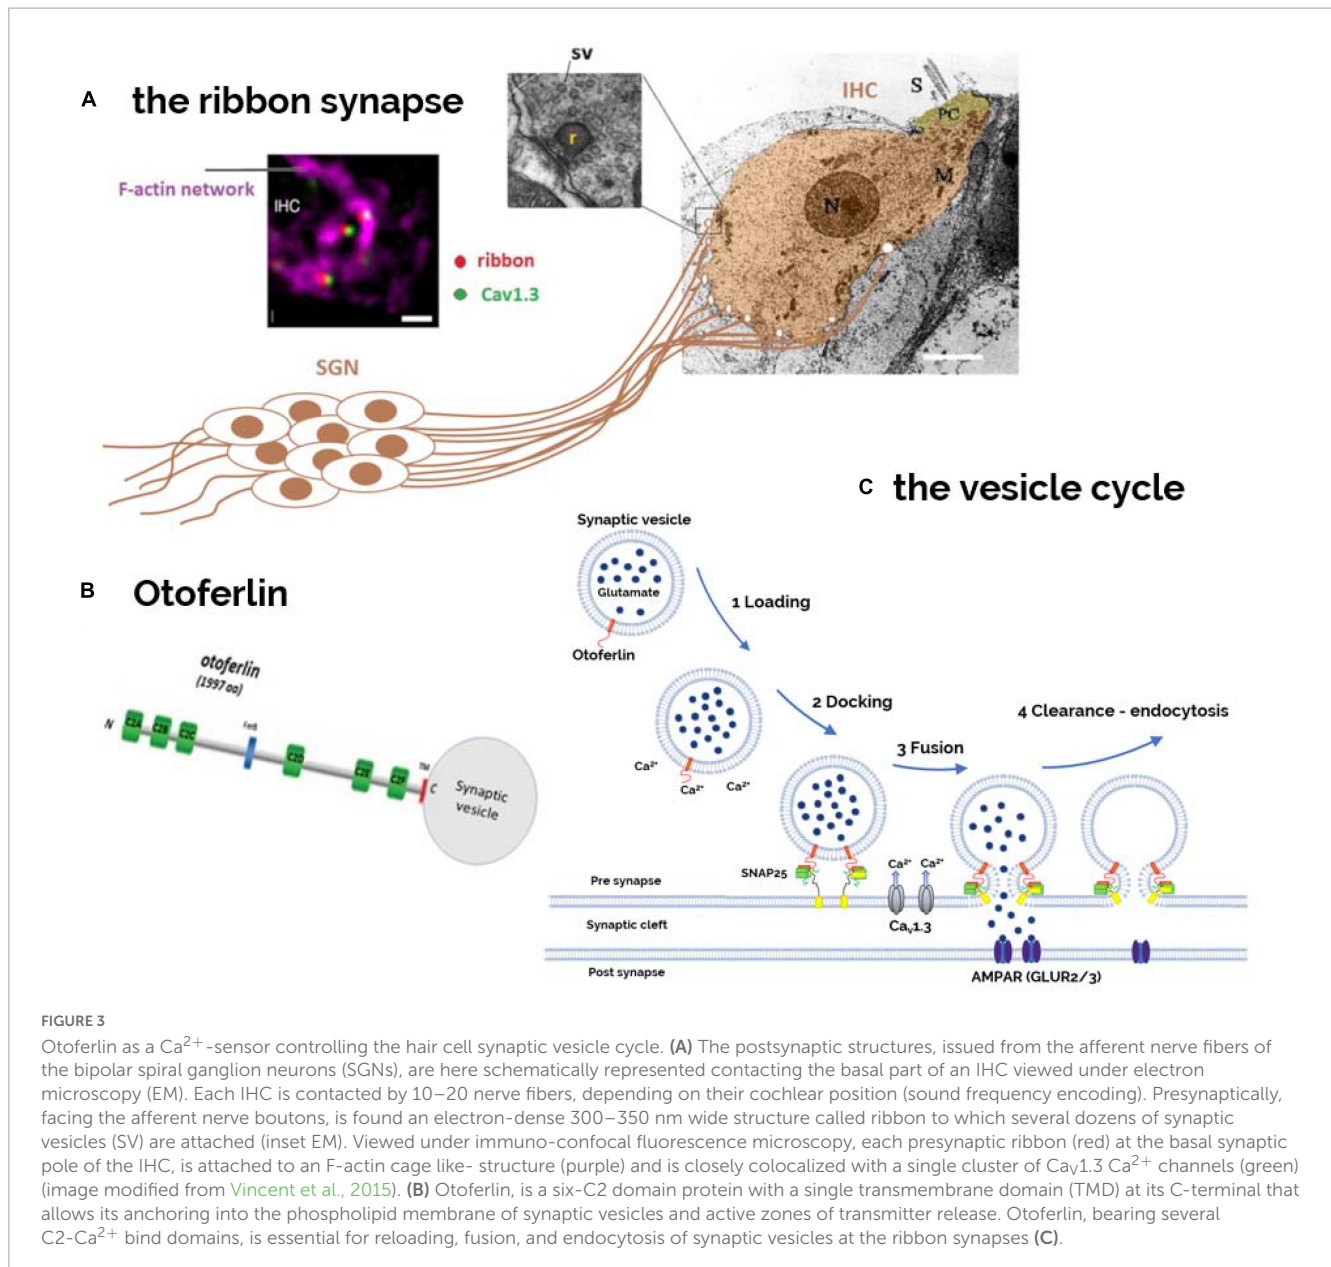 A the ribbon synapse
sv
r
IHC
S
PC
M
N
F-actin network
IHC
ribbon
Cav1.3
SGN
C the vesicle cycle
Synaptic vesicle
Glutamate
Otoferlin
1 Loading
2 Docking
3 Fusion
4 Clearance - endocytosis
Ca²⁺
Ca²⁺
Ca²⁺
SNAP25
Ca²⁺
Ca²⁺
Pre synapse
Synaptic cleft
Caᵥ1.3
Post synapse
AMPAR (GLUR2/3)
B Otoferlin
otoferlin
(1997 aa)
N
C2A
C2B
C2C
C2D
C2E
C2F
TM
C
Synaptic
vesicle
FIGURE 3
Otoferlin as a Ca²⁺-sensor controlling the hair cell synaptic vesicle cycle. (A) The postsynaptic structures, issued from the afferent nerve fibers of
the bipolar spiral ganglion neurons (SGNs), are here schematically represented contacting the basal part of an IHC viewed under electron
microscopy (EM). Each IHC is contacted by 10–20 nerve fibers, depending on their cochlear position (sound frequency encoding). Presynaptically,
facing the afferent nerve boutons, is found an electron-dense 300–350 nm wide structure called ribbon to which several dozens of synaptic
vesicles (SV) are attached (inset EM). Viewed under immuno-confocal fluorescence microscopy, each presynaptic ribbon (red) at the basal synaptic
pole of the IHC, is attached to an F-actin cage like- structure (purple) and is closely colocalized with a single cluster of Caᵥ1.3 Ca²⁺ channels (green)
(image modified from Vincent et al., 2015). (B) Otoferlin, is a six-C2 domain protein with a single transmembrane domain (TMD) at its C-terminal that
allows its anchoring into the phospholipid membrane of synaptic vesicles and active zones of transmitter release. Otoferlin, bearing several
C2-Ca²⁺ bind domains, is essential for reloading, fusion, and endocytosis of synaptic vesicles at the ribbon synapses (C).